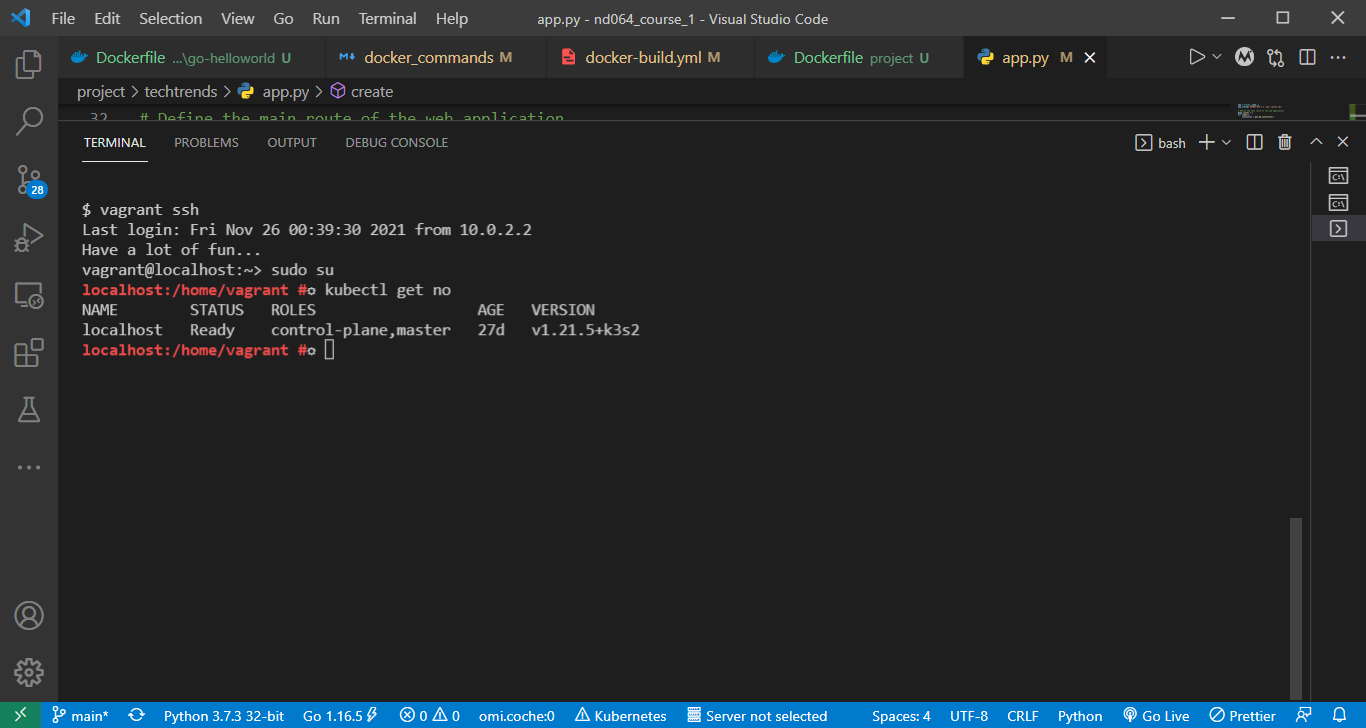 File Edit Selection View Go Run Terminal Help app.py - nd064_course_1 - Visual Studio Code
Dockerfile ...\go-helloworld U docker_commands M docker-build.yml M Dockerfile project U app.py M
project > techtrends > app.py > create
32 # Define the main route of the web application
TERMINAL PROBLEMS OUTPUT DEBUG CONSOLE bash
$ vagrant ssh
Last login: Fri Nov 26 00:39:30 2021 from 10.0.2.2
Have a lot of fun...
vagrant@localhost:~> sudo su
localhost:/home/vagrant # kubectl get no
NAME STATUS ROLES AGE VERSION
localhost Ready control-plane,master 27d v1.21.5+k3s2
localhost:/home/vagrant #
28
main* Python 3.7.3 32-bit Go 1.16.5 0 0 omi.coche:0 Kubernetes Server not selected Spaces: 4 UTF-8 CRLF Python Go Live Prettier